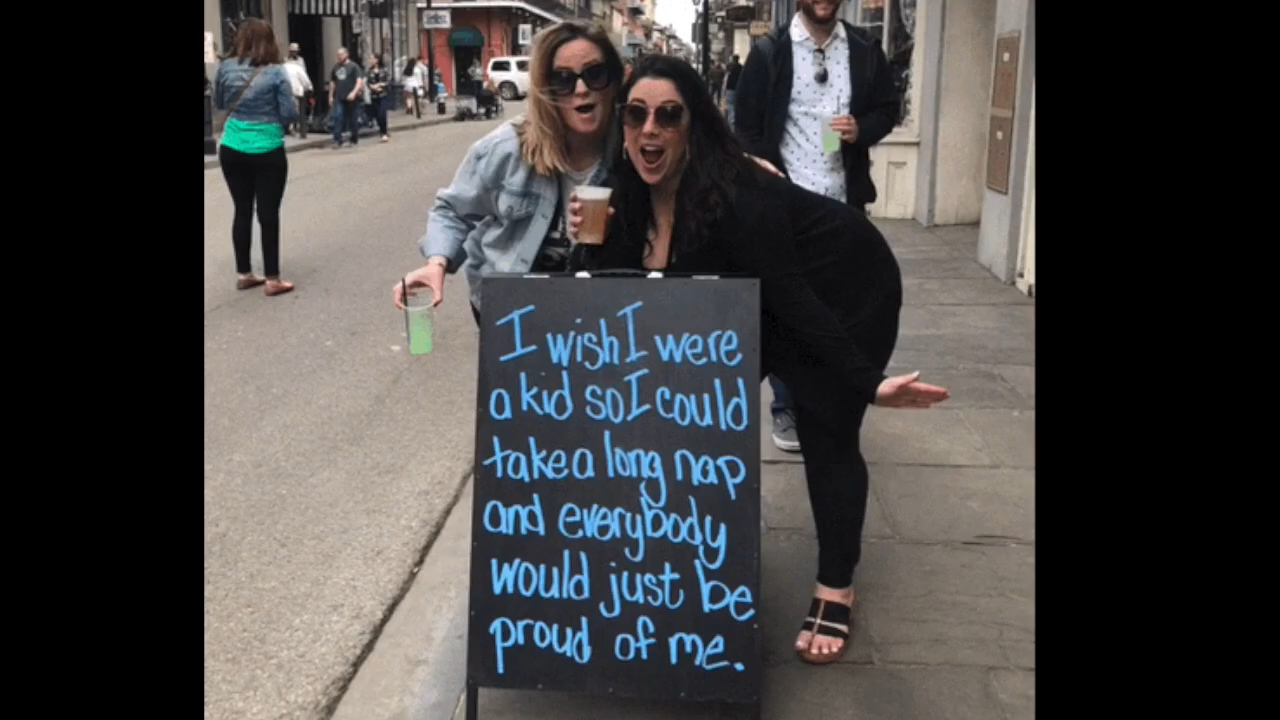 I wish I were
a kid so I could
take a long nap
and everybody
would just be
proud of me.